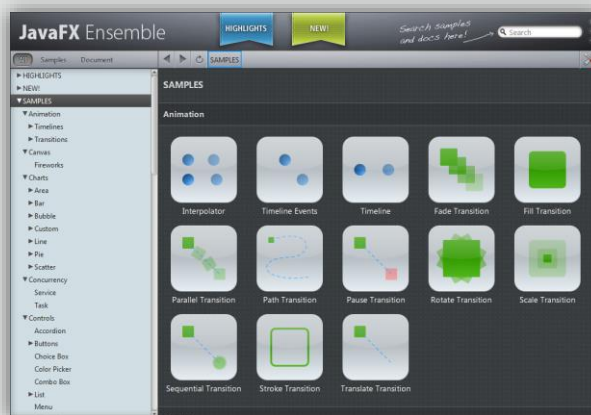 JavaFX Ensemble
HIGHLIGHTS
NEW!
Search samples
and docs here!
Search
Samples
Document
SAMPLES
HIGHLIGHTS
NEW!
SAMPLES
Animation
Timelines
Transitions
Canvas
Fireworks
Charts
Area
Bar
Bubble
Custom
Line
Pie
Scatter
Concurrency
Service
Task
Controls
Accordion
Buttons
Choice Box
Color Picker
Combo Box
List
Menu
SAMPLES
Animation
Interpolator
Timeline Events
Timeline
Fade Transition
Fill Transition
Parallel Transition
Path Transition
Pause Transition
Rotate Transition
Scale Transition
Sequential Transition
Stroke Transition
Translate Transition